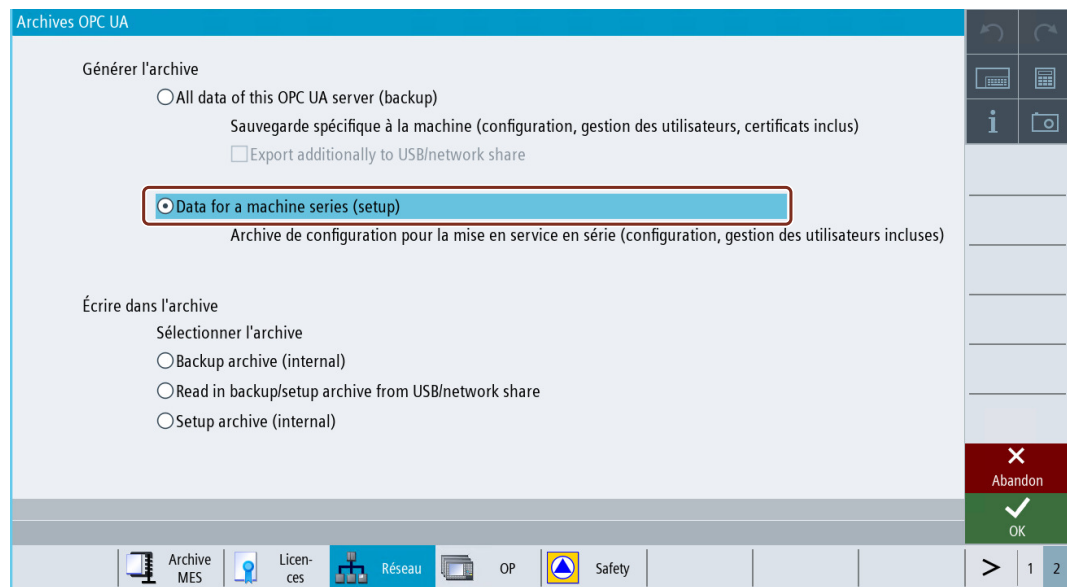 Archives OPC UA
Générer l'archive
All data of this OPC UA server (backup)
Sauvegarde spécifique à la machine (configuration, gestion des utilisateurs, certificats inclus)
Export additionally to USB/network share
Data for a machine series (setup)
Archive de configuration pour la mise en service en série (configuration, gestion des utilisateurs incluses)
Écrire dans l'archive
Sélectionner l'archive
Backup archive (internal)
Read in backup/setup archive from USB/network share
Setup archive (internal)
Abandon
OK
Archive
MES
Licen-
ces
Réseau
OP
Safety
> 1 2